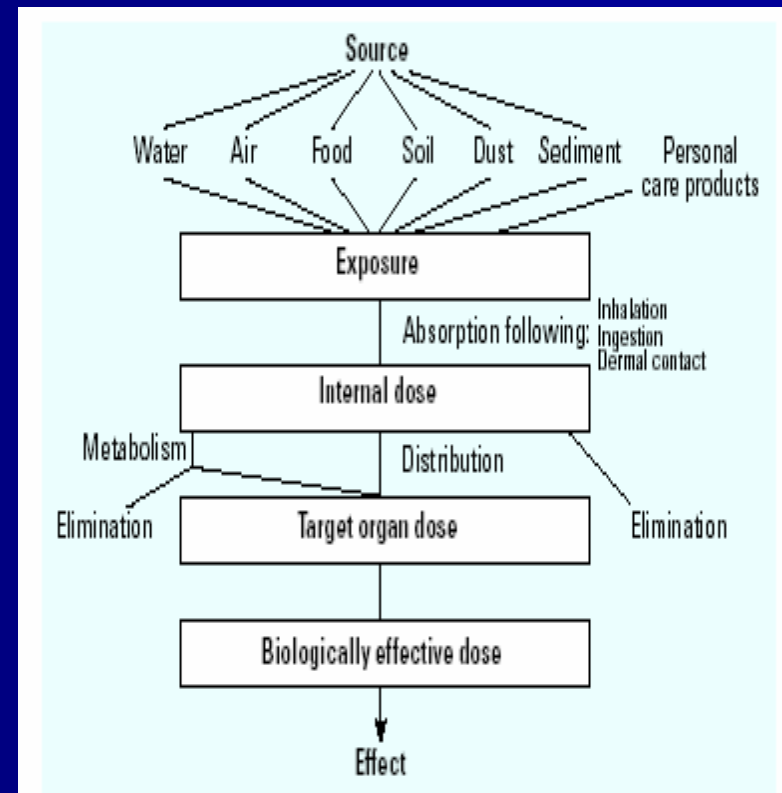 Source
Water Air Food Soil Dust Sediment Personal
care products
Exposure
Absorption following: Inhalation
Ingestion
Dermal contact
Internal dose
Metabolism
Distribution
Elimination
Target organ dose
Elimination
Biologically effective dose
Effect